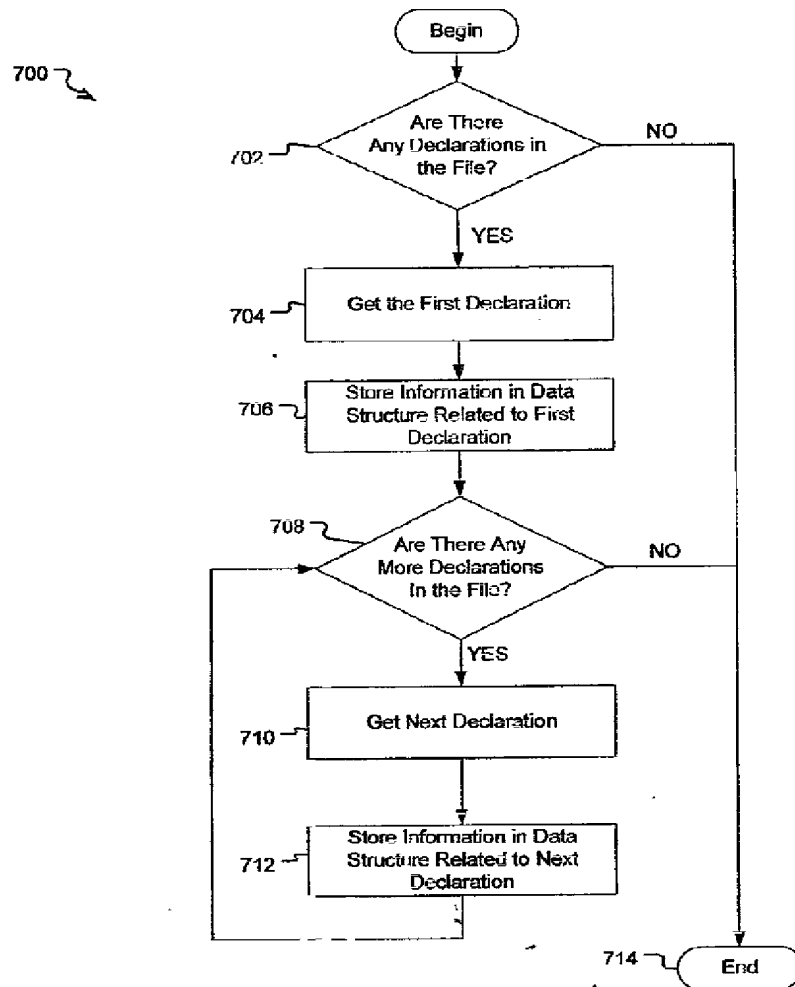 Begin
700
Are There
Any Declarations in
the File?
NO
702
YES
Get the First Declaration
704
Store Information in Data
Structure Related to First
Declaration
706
708
Are There Any
More Declarations
In the File?
NO
YES
Get Next Declaration
710
Store Information in Data
Structure Related to Next
Declaration
712
714
End